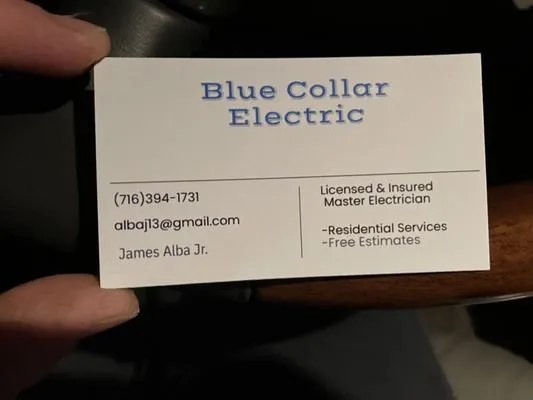 Blue Collar
Electric
(716)394-1731
albaj13@gmail.com
James Alba Jr.
Licensed & Insured
Master Electrician
-Residential Services
-Free Estimates